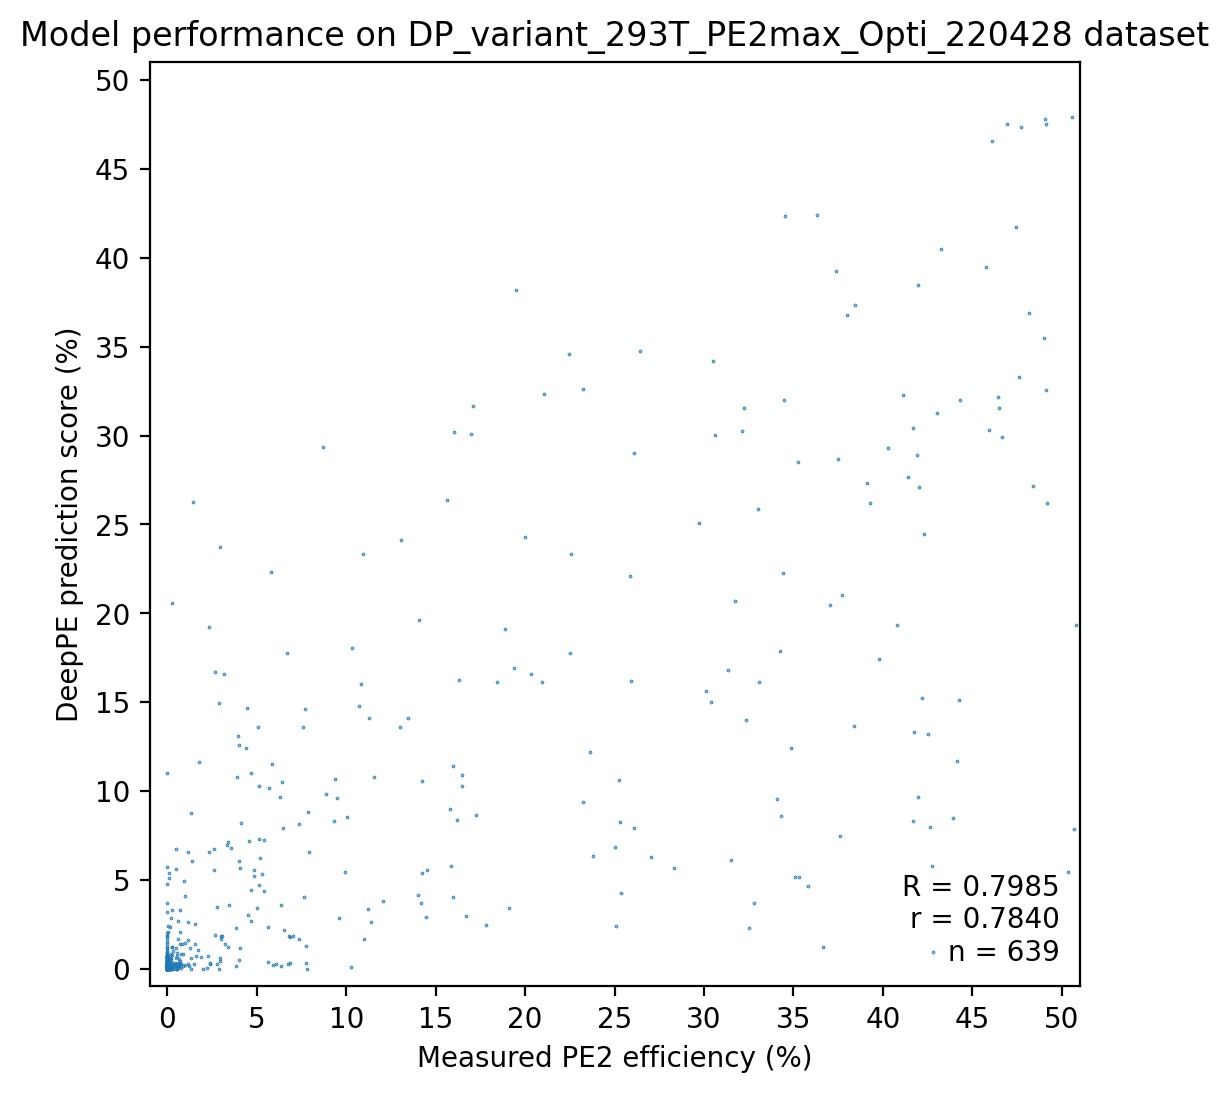 Model performance on DP_variant_293T_PE2max_Opti_220428 dataset
50
45
40
35
30
25
20
15
10
5
0
DeepPE prediction score (%)
R = 0.7985
r = 0.7840
n = 639
0 5 10 15 20 25 30 35 40 45 50
Measured PE2 efficiency (%)